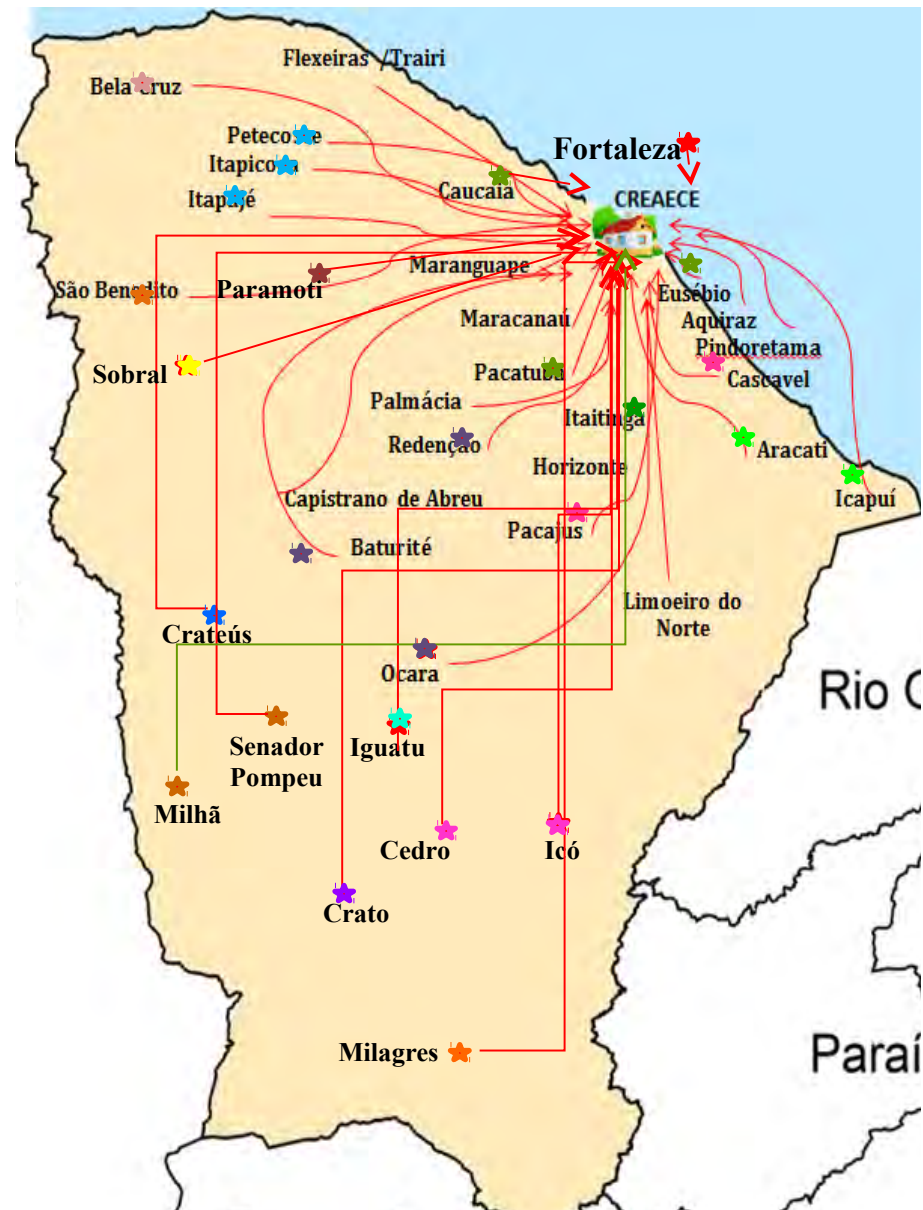 Flexeiras /Trairi
Bela Cruz
Petecoste
Itapicoca
Itapajé
Fortaleza
Caucaia
CREAECE
Maranguape
São Benedito
Paramoti
Eusébio
Maracanaú
Aquiraz
Pindoretama
Sobral
Pacatuba
Cascavel
Palmácia
Itaitinga
Redenção
Aracati
Horizonte
Capistrano de Abreu
Icapuí
Pacajus
Baturité
Limoeiro do
Norte
Crateús
Ocara
Rio
Senador
Pompeu
Iguatu
Milhã
Cedro
Icó
Crato
Milagres
Paraí